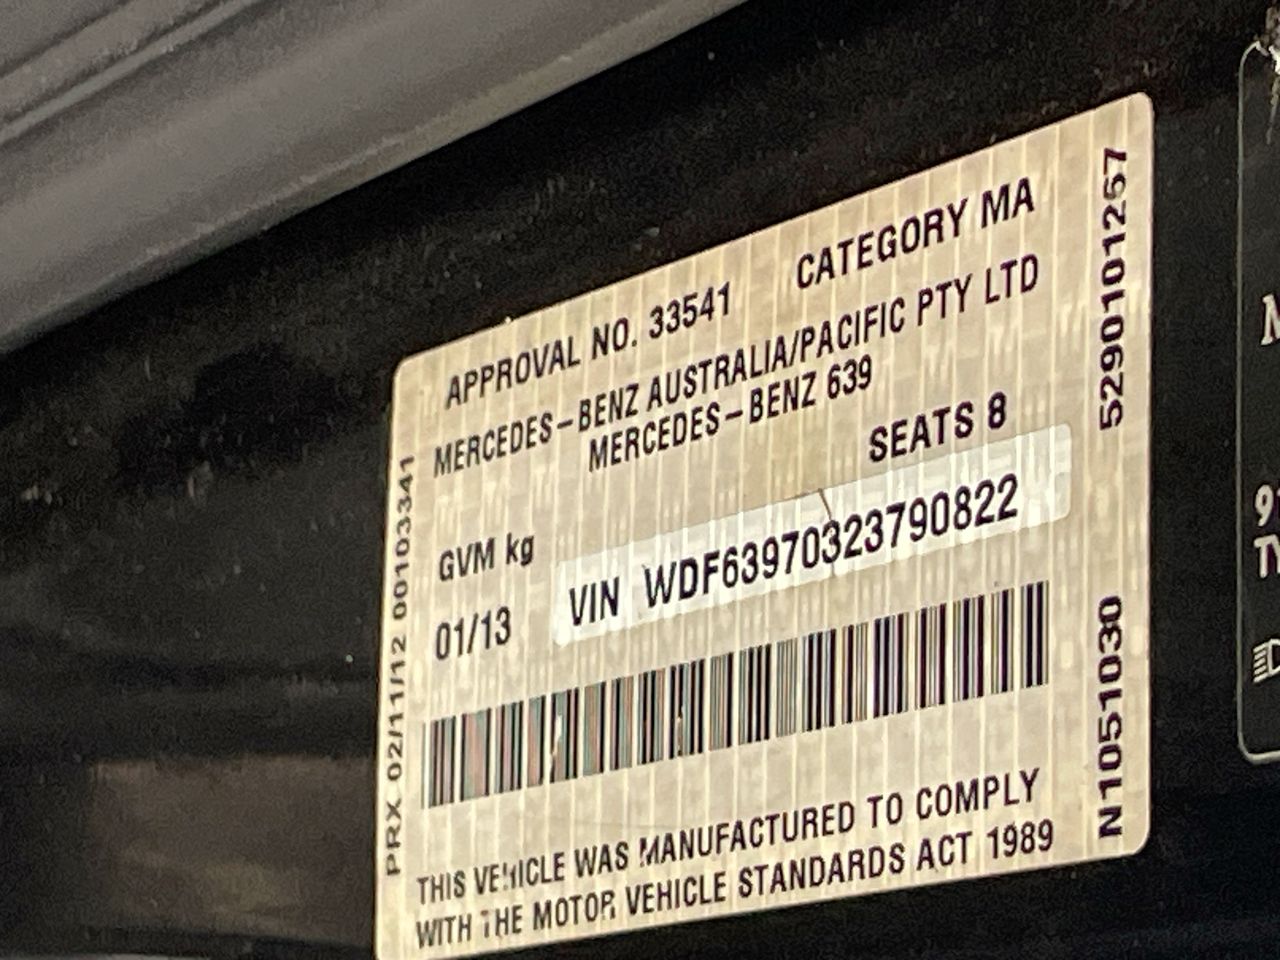 APPROVAL NO. 33541 CATEGORY MA
MERCEDES-BENZ AUSTRALIA/PACIFIC PTY LTD
MERCEDES-BENZ 639
SEATS 8
GVM kg
01/13 VIN WDF63970323790822
THIS VEHICLE WAS MANUFACTURED TO COMPLY
WITH THE MOTOR VEHICLE STANDARDS ACT 1989
PRX 02/11/12 00103341
N1051030 5290101257